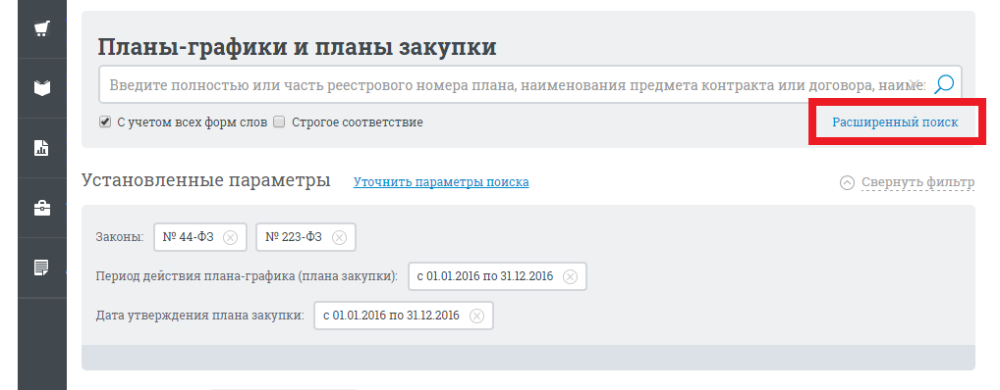 Планы-графики и планы закупки
Введите полностью или часть реестрового номера плана, наименования предмета контракта или договора, наиме
С учетом всех форм слов Строгое соответствие Расширенный поиск
Установленные параметры Уточнить параметры поиска Свернуть фильтр
Законы: № 44-ФЗ № 223-ФЗ
Период действия плана-графика (плана закупки): с 01.01.2016 по 31.12.2016
Дата утверждения плана закупки: с 01.01.2016 по 31.12.2016